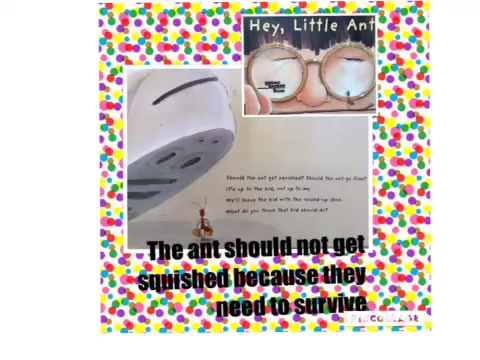 Hey, Little Ant
Should the ant get squished? Should the ant go free?
It's up to the kid, not up to me.
We'll leave the kid with the raised-up shoe.
What do you think that kid should do?
The ant should not get
squished because they
need to survive
PICCOLLAGE